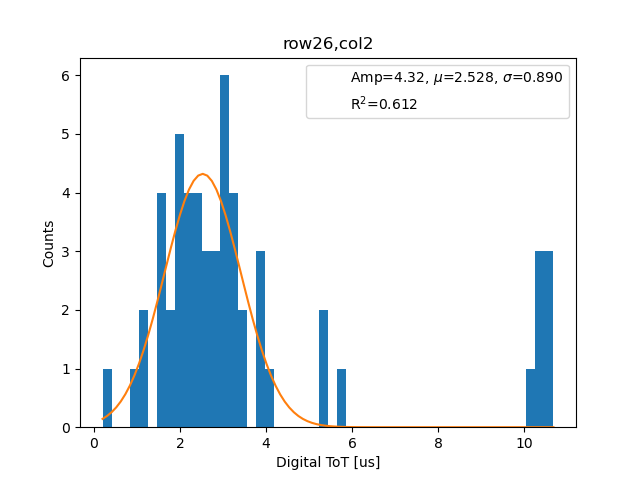 row26,col2
Amp=4.32, μ=2.528, σ=0.890
R²=0.612
Counts
6
5
4
3
2
1
0
0 2 4 6 8 10
Digital ToT [us]